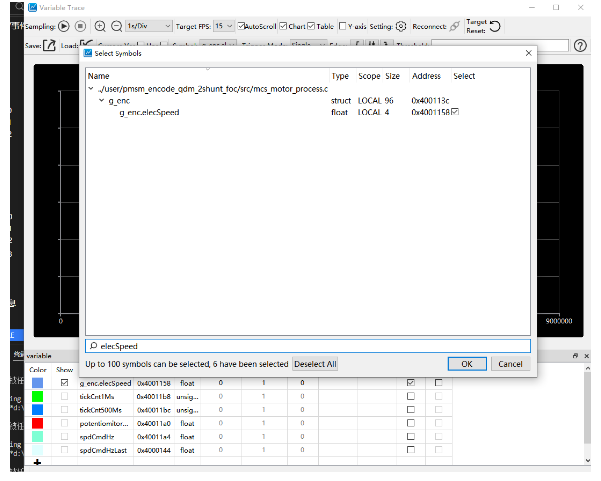 Variable Trace
Sampling: 1s/Div Target FPS: 15 AutoScroll Chart Table Y-axis Setting: Reconnect: Target Reset:
Save: Load:
Select Symbols
Name Type Scope Size Address Select
../user/pmsm_encode_qdm_2shunt_foc/src/mcs_motor_process.c
g_enc struct LOCAL 96 0x400113c
g_enc.elecSpeed float LOCAL 4 0x4001158
0 9000000
elecSpeed
Up to 100 symbols can be selected, 6 have been selected Deselect All OK Cancel
variable
Color Show
g_enc.elecSpeed 0x4001158 float 0 1 0
tickCnt1Ms 0x40011b8 unsig... 0 1 0
tickCnt500Ms 0x40011bc unsig... 0 1 0
potentiomitor... 0x40011a0 float 0 1 0
spdCmdHz 0x40011a4 float 0 1 0
spdCmdHzLast 0x4000144 float 0 1 0